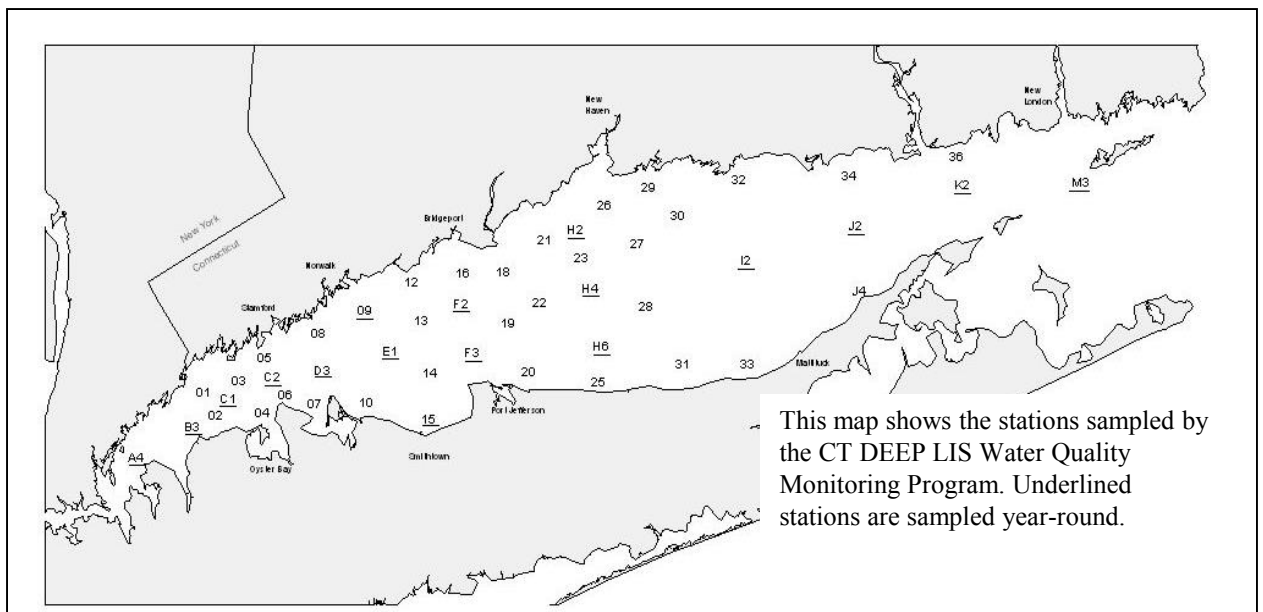 New
London
New
Haven
36
34
32
K2
M3
29
26
30
J2
Bridgeport
H2
21
27
New York
23
I2
Connecticut
16
18
Norwalk
12
H4
J4
F2
22
28
09
Stamford
13
19
08
H6
E1
F3
05
31
33
Mattituck
D3
14
20
03
C2
25
01
06
C1
07
10
Port Jefferson
02
04
15
B3
Smithtown
A4
Oyster Bay
This map shows the stations sampled by
the CT DEEP LIS Water Quality
Monitoring Program. Underlined
stations are sampled year-round.